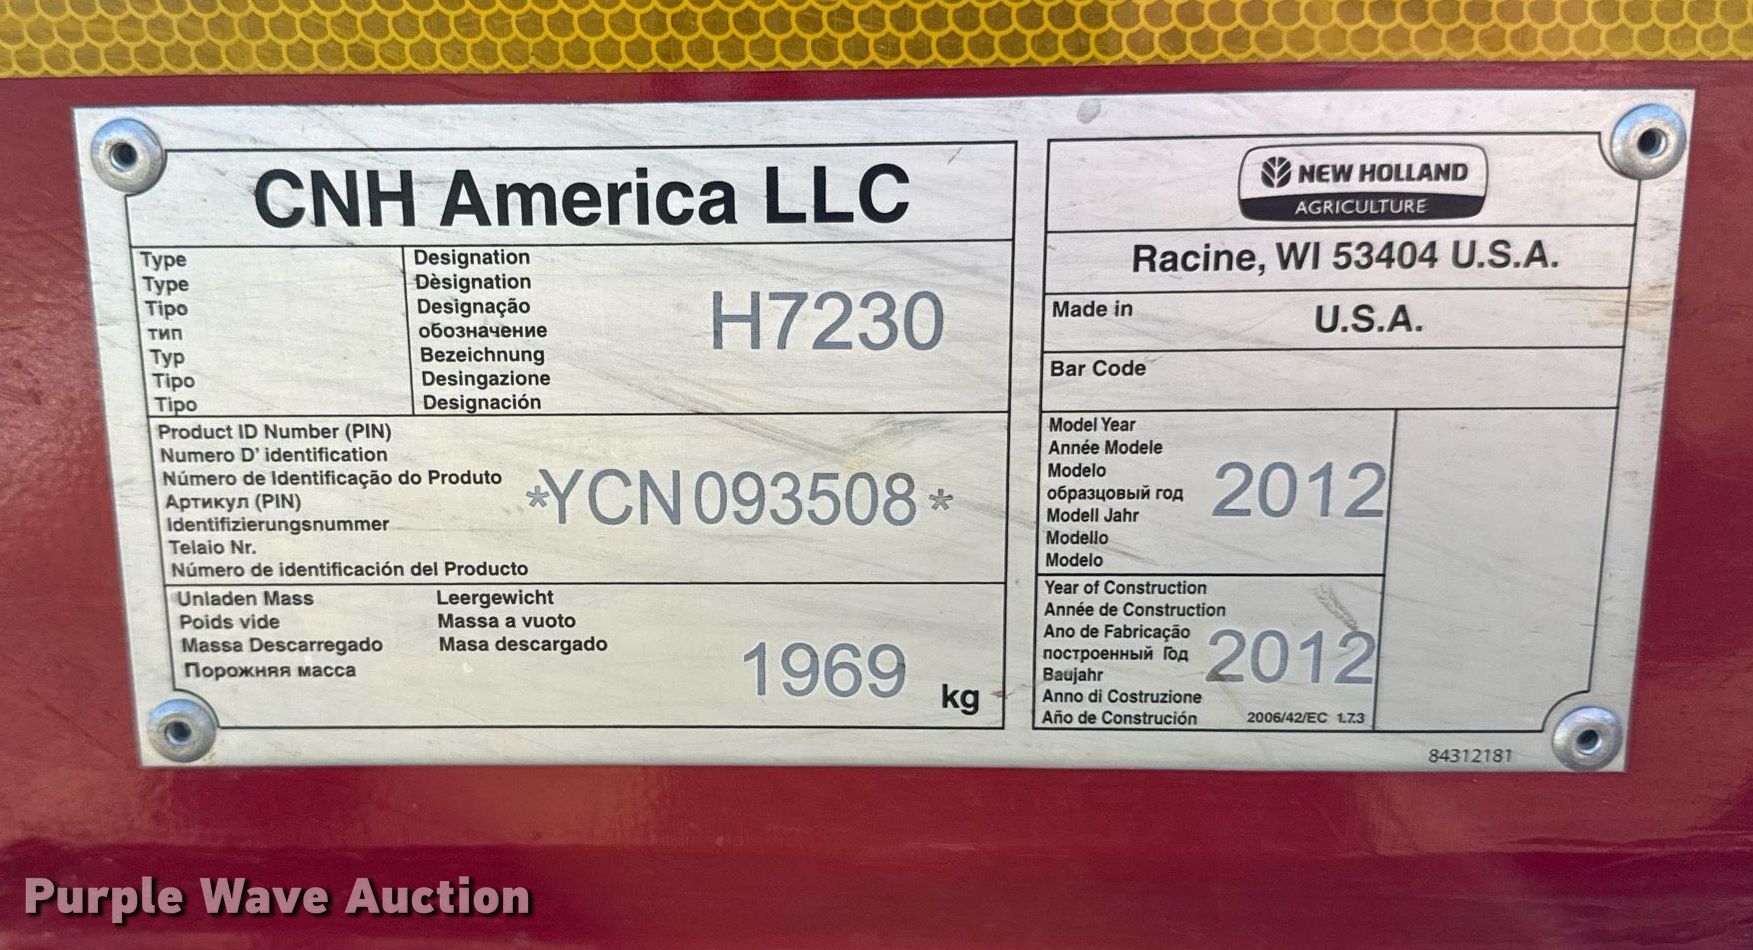 CNH America LLC
Type
Type
Tipo
тип
Typ
Tipo
Tipo
Designation
Dèsignation
Designação
обозначение
Bezeichnung
Desingazione
Designación
H7230
Product ID Number (PIN)
Numero D' identification
Número de Identificação do Produto
Артикул (PIN)
Identifizierungsnummer
Telaio Nr.
Número de identificación del Producto
*YCN093508*
Unladen Mass
Poids vide
Massa Descarregado
Порожняя масса
Leergewicht
Massa a vuoto
Masa descargado
1969 kg
NEW HOLLAND
AGRICULTURE
Racine, WI 53404 U.S.A.
Made in U.S.A.
Bar Code
Model Year
Année Modele
Modelo
образцовый год
Modell Jahr
Modello
Modelo
2012
Year of Construction
Année de Construction
Ano de Fabricação
построенный Год
Baujahr
Anno di Costruzione
Año de Construción
2012
2006/42/EC 1.7.3
84312181
Purple Wave Auction